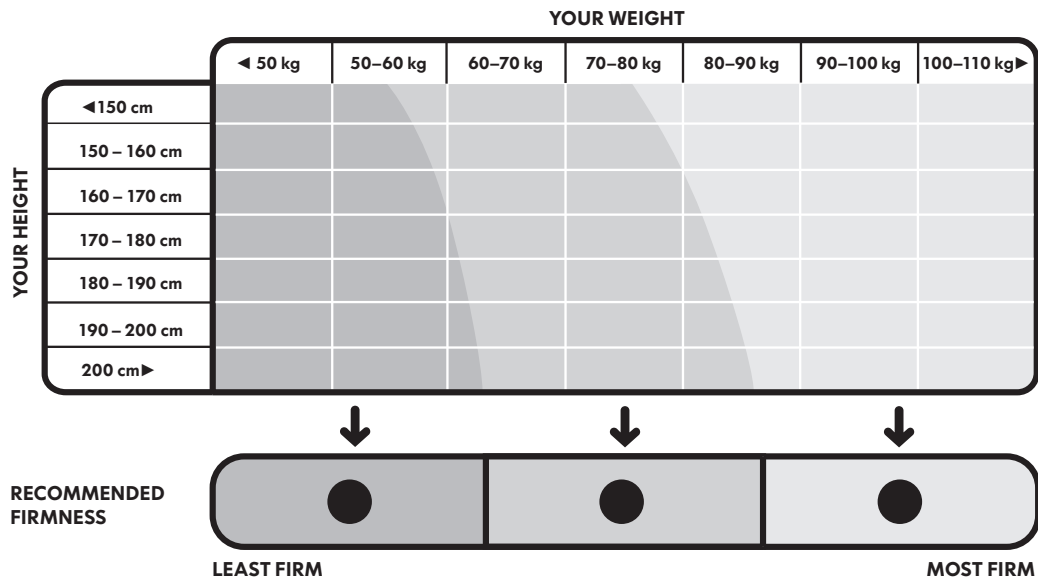 YOUR WEIGHT
◄ 50 kg
50–60 kg
60–70 kg
70–80 kg
80–90 kg
90–100 kg
100–110 kg►
YOUR HEIGHT
◄150 cm
150 – 160 cm
160 – 170 cm
170 – 180 cm
180 – 190 cm
190 – 200 cm
200 cm►
RECOMMENDED
FIRMNESS
LEAST FIRM
MOST FIRM